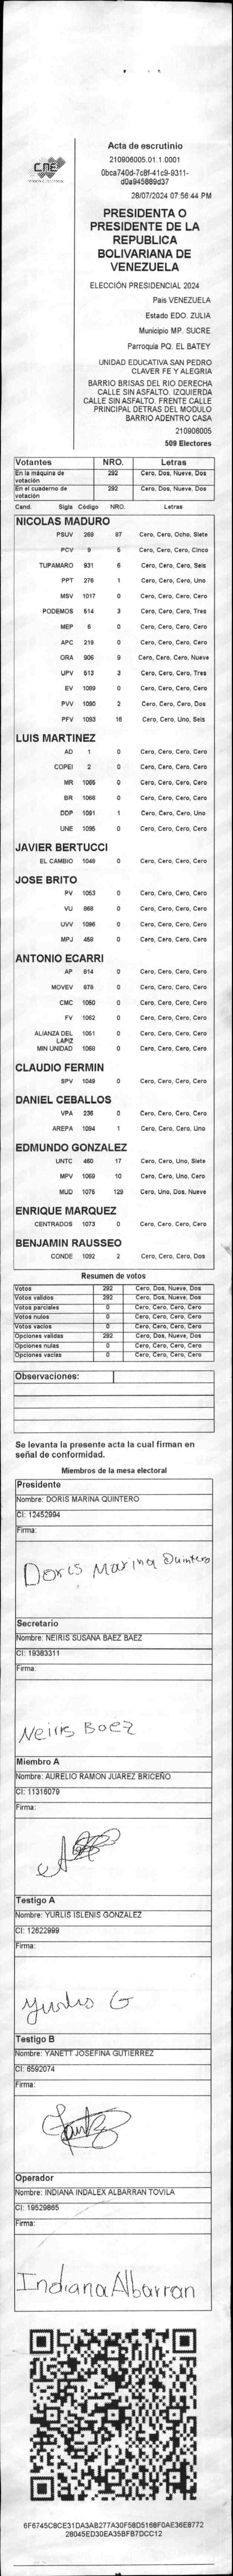 CNE
Acta de escrutinio
210906005.01.1.0001
0bca740d-7c8f-41c9-9311-
d0a945889d37
28/07/2024 07:56:44 PM
PRESIDENTA O
PRESIDENTE DE LA
REPUBLICA
BOLIVARIANA DE
VENEZUELA
ELECCIÓN PRESIDENCIAL 2024
Pais VENEZUELA
Estado EDO. ZULIA
Municipio MP. SUCRE
Parroquia PQ. EL BATEY
UNIDAD EDUCATIVA SAN PEDRO
CLAVER FE Y ALEGRIA
BARRIO BRISAS DEL RIO DERECHA
CALLE SIN ASFALTO. IZQUIERDA
CALLE SIN ASFALTO. FRENTE CALLE
PRINCIPAL DETRAS DEL MODULO
BARRIO ADENTRO CASA
210906005
509 Electores
Votantes NRO. Letras
En la máquina de votación 292 Cero, Dos, Nueve, Dos
En el cuaderno de votación 292 Cero, Dos, Nueve, Dos
Cand. Sigla Código NRO. Letras
NICOLAS MADURO
PSUV 269 87 Cero, Cero, Ocho, Siete
PCV 9 5 Cero, Cero, Cero, Cinco
TUPAMARO 931 6 Cero, Cero, Cero, Seis
PPT 276 1 Cero, Cero, Cero, Uno
MSV 1017 0 Cero, Cero, Cero, Cero
PODEMOS 514 3 Cero, Cero, Cero, Tres
MEP 6 0 Cero, Cero, Cero, Cero
APC 219 0 Cero, Cero, Cero, Cero
ORA 906 9 Cero, Cero, Cero, Nueve
UPV 513 3 Cero, Cero, Cero, Tres
EV 1089 0 Cero, Cero, Cero, Cero
PVV 1090 2 Cero, Cero, Cero, Dos
PFV 1093 16 Cero, Cero, Uno, Seis
LUIS MARTINEZ
AD 1 0 Cero, Cero, Cero, Cero
COPEI 2 0 Cero, Cero, Cero, Cero
MR 1065 0 Cero, Cero, Cero, Cero
BR 1068 0 Cero, Cero, Cero, Cero
DDP 1091 1 Cero, Cero, Cero, Uno
UNE 1095 0 Cero, Cero, Cero, Cero
JAVIER BERTUCCI
EL CAMBIO 1048 0 Cero, Cero, Cero, Cero
JOSE BRITO
PV 1053 0 Cero, Cero, Cero, Cero
VU 868 0 Cero, Cero, Cero, Cero
UVV 1096 0 Cero, Cero, Cero, Cero
MPJ 458 0 Cero, Cero, Cero, Cero
ANTONIO ECARRI
AP 814 0 Cero, Cero, Cero, Cero
MOVEV 878 0 Cero, Cero, Cero, Cero
CMC 1050 0 Cero, Cero, Cero, Cero
FV 1062 0 Cero, Cero, Cero, Cero
ALIANZA DEL LAPIZ 1051 0 Cero, Cero, Cero, Cero
MIN UNIDAD 1058 0 Cero, Cero, Cero, Cero
CLAUDIO FERMIN
SPV 1049 0 Cero, Cero, Cero, Cero
DANIEL CEBALLOS
VPA 236 0 Cero, Cero, Cero, Cero
AREPA 1094 1 Cero, Cero, Cero, Uno
EDMUNDO GONZALEZ
UNTC 460 17 Cero, Cero, Uno, Siete
MPV 1069 10 Cero, Cero, Uno, Cero
MUD 1075 129 Cero, Uno, Dos, Nueve
ENRIQUE MARQUEZ
CENTRADOS 1073 0 Cero, Cero, Cero, Cero
BENJAMIN RAUSSEO
CONDE 1092 2 Cero, Cero, Cero, Dos
Resumen de votos
Votos 292 Cero, Dos, Nueve, Dos
Votos validos 292 Cero, Dos, Nueve, Dos
Votos parciales 0 Cero, Cero, Cero, Cero
Votos nulos 0 Cero, Cero, Cero, Cero
Votos vacios 0 Cero, Cero, Cero, Cero
Opciones validas 292 Cero, Dos, Nueve, Dos
Opciones nulas 0 Cero, Cero, Cero, Cero
Opciones vacias 0 Cero, Cero, Cero, Cero
Observaciones:
Se levanta la presente acta la cual firman en
señal de conformidad.
Miembros de la mesa electoral
Presidente
Nombre: DORIS MARINA QUINTERO
CI: 12452994
Firma:
Doris Marina Quintero
Secretario
Nombre: NEIRIS SUSANA BAEZ BAEZ
CI: 19383311
Firma:
Neiris Baez
Miembro A
Nombre: AURELIO RAMON JUAREZ BRICEÑO
CI: 11316079
Firma:
Testigo A
Nombre: YURLIS ISLENIS GONZALEZ
CI: 12622999
Firma:
Yurlis G
Testigo B
Nombre: YANETT JOSEFINA GUTIERREZ
CI: 6592074
Firma:
Operador
Nombre: INDIANA INDALEX ALBARRAN TOVILA
CI: 19529865
Firma:
Indiana Albarran
6F6745C8CE31DA3AB277A30F58D5168F0AE36E8772
28045ED30EA35BFB7DCC12